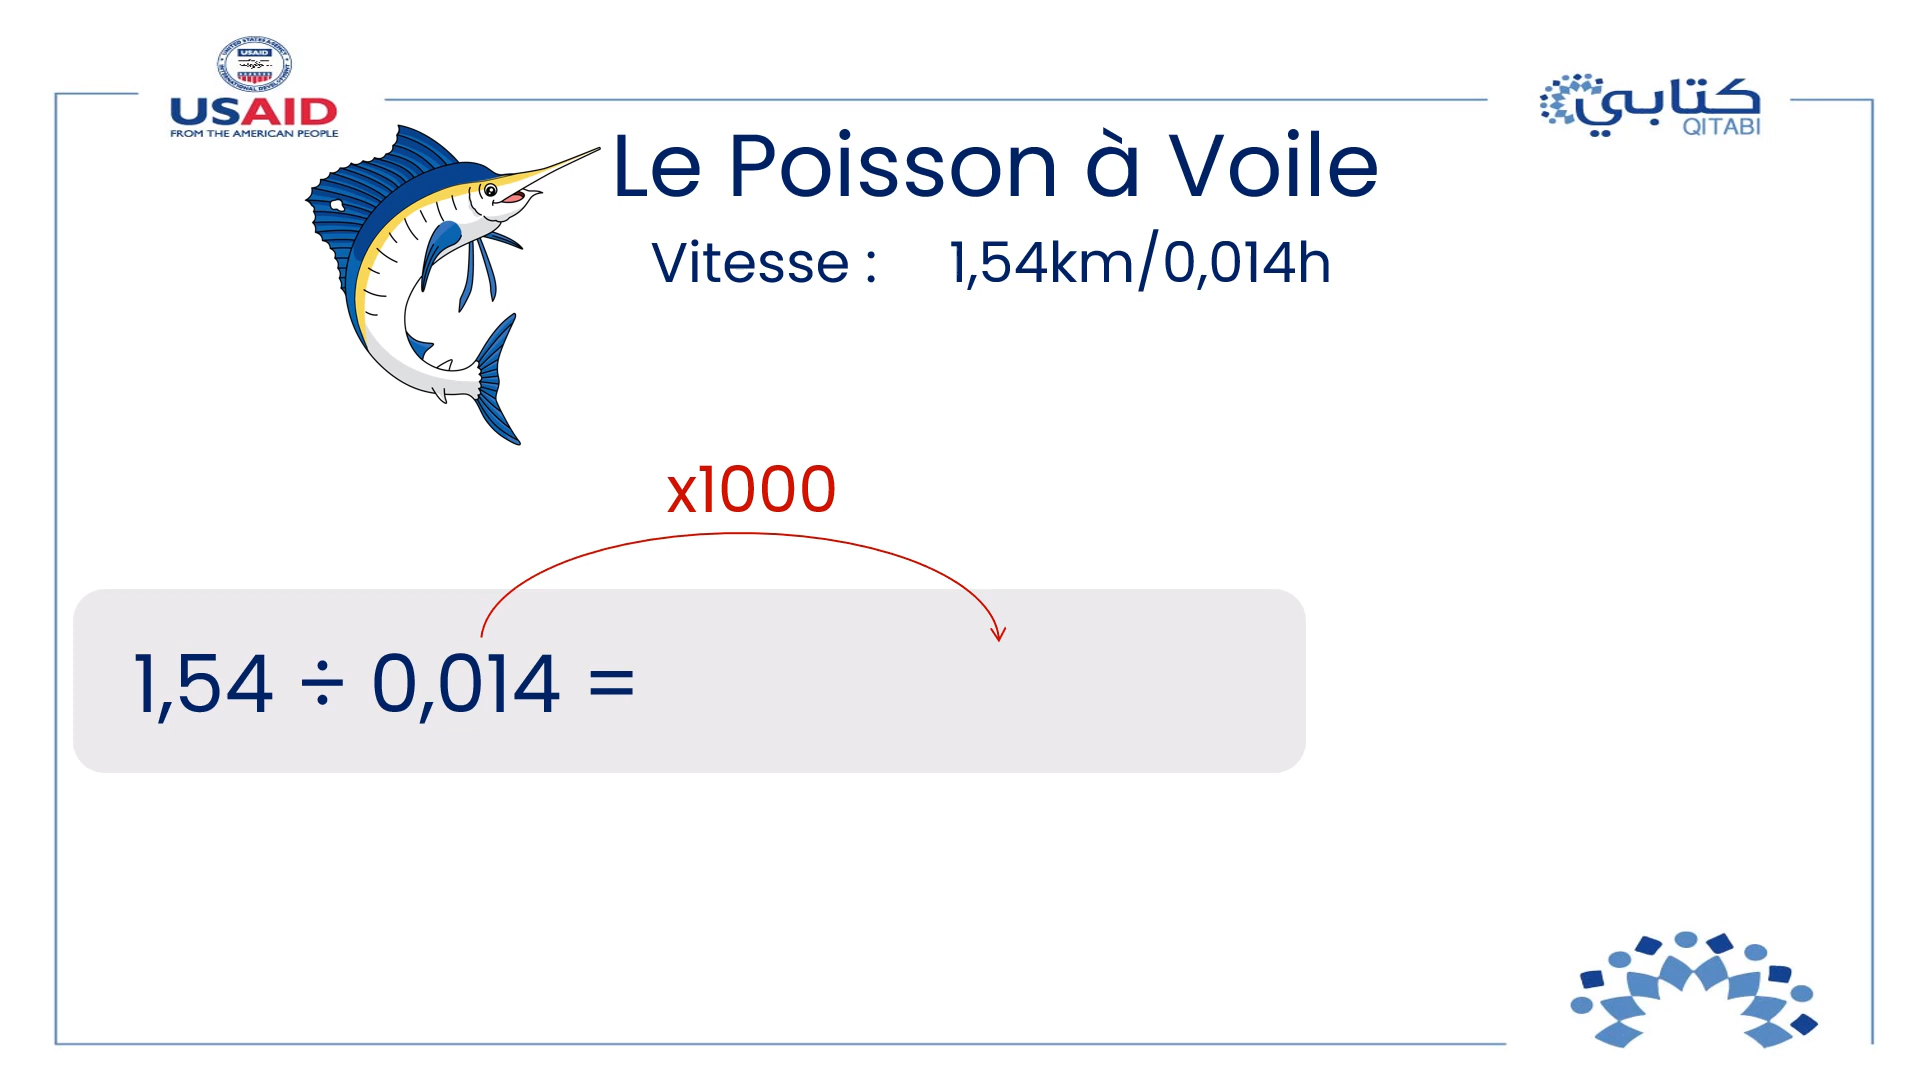 USAID
FROM THE AMERICAN PEOPLE
كتابي
QITABI
Le Poisson à Voile
Vitesse : 1,54km/0,014h
x1000
1,54 ÷ 0,014 =